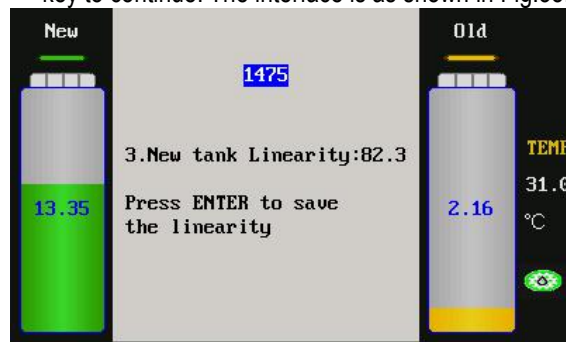 key to continue. The interface is as shown in Fig.
New
Old
1475
3.New tank Linearity:82.3
TEMP
31.0
Press ENTER to save
the linearity
13.35
2.16
°C